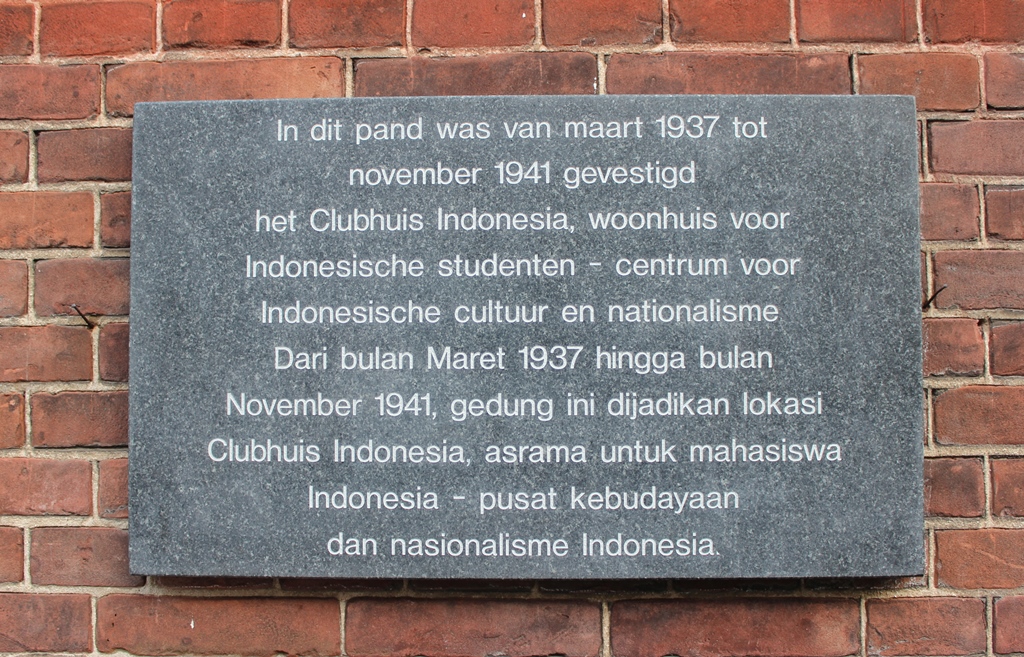 In dit pand was van maart 1937 tot
november 1941 gevestigd
het Clubhuis Indonesia, woonhuis voor
Indonesische studenten - centrum voor
Indonesische cultuur en nationalisme
Dari bulan Maret 1937 hingga bulan
November 1941, gedung ini dijadikan lokasi
Clubhuis Indonesia, asrama untuk mahasiswa
Indonesia - pusat kebudayaan
dan nasionalisme Indonesia.